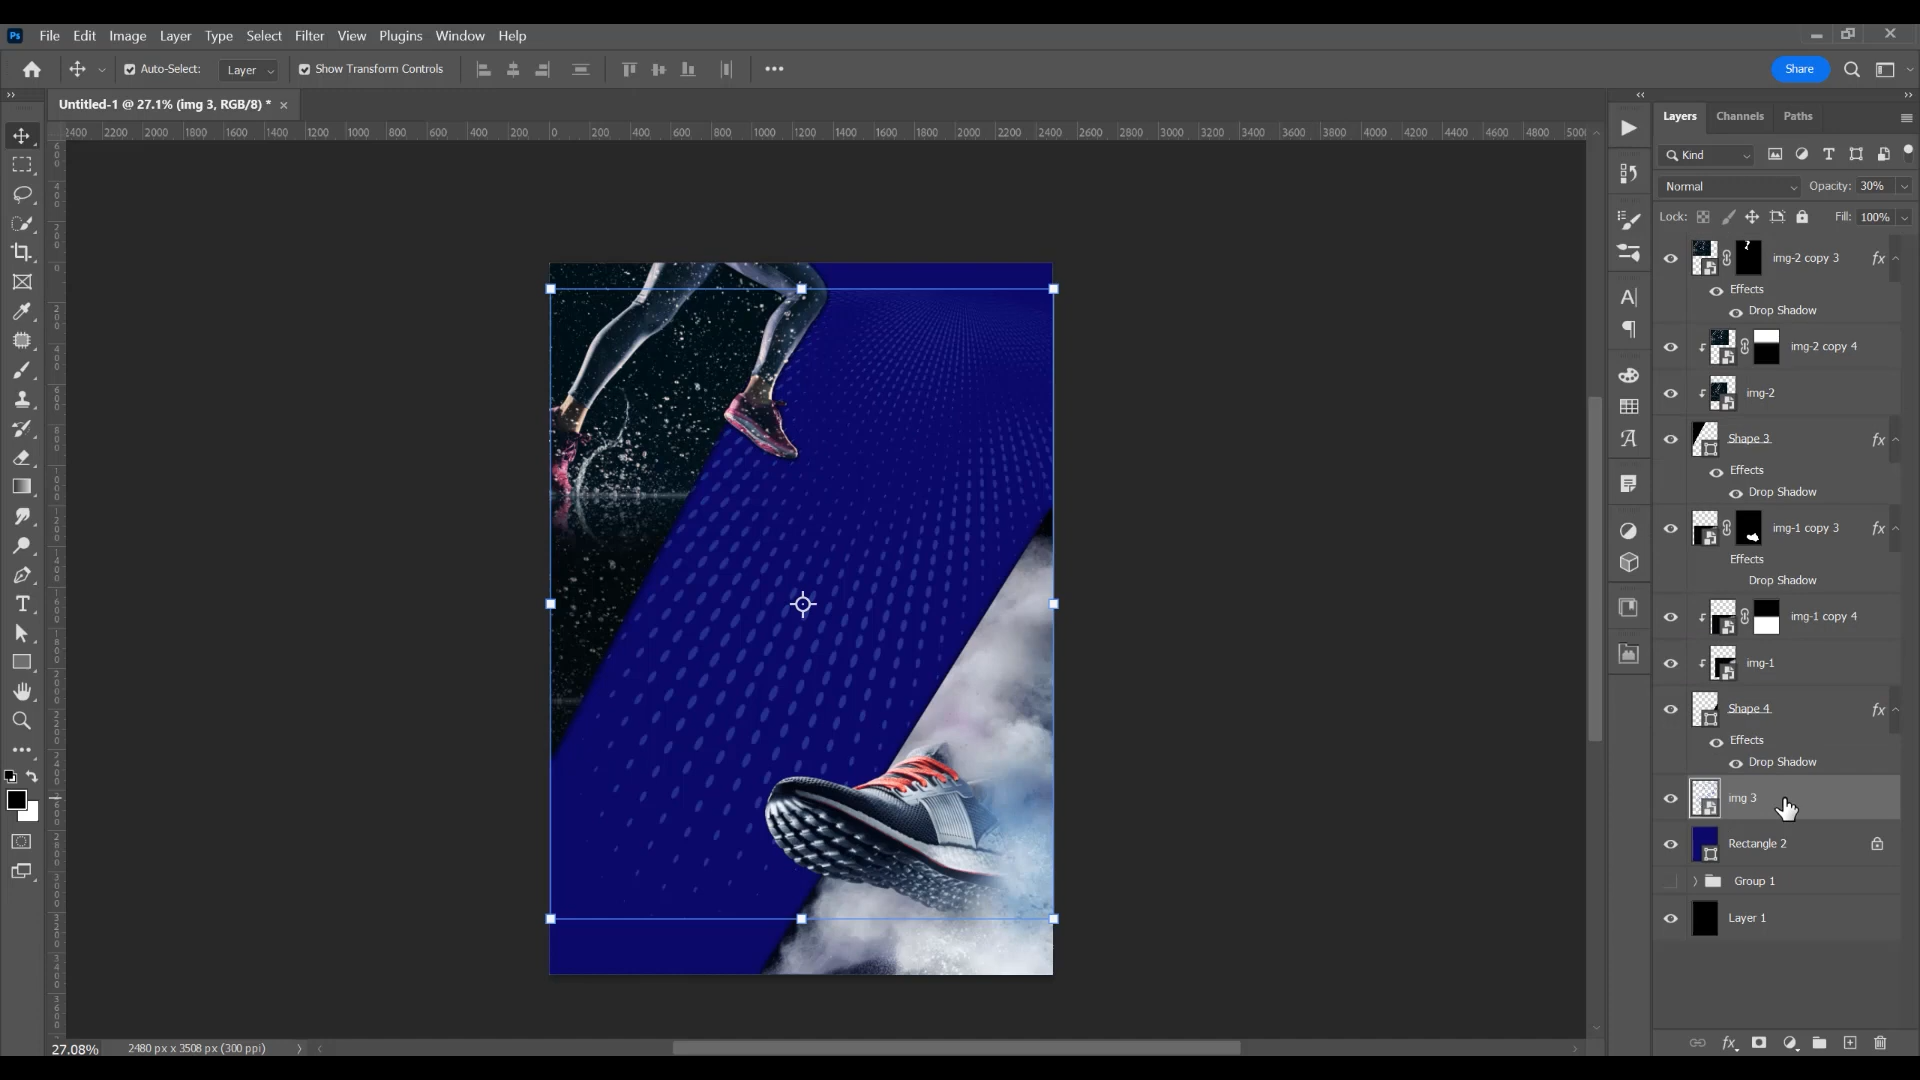 Ps File Edit Image Layer Type Select Filter View Plugins Window Help
Auto-Select: Layer Show Transform Controls Share
Untitled-1 @ 27.1% (img 3, RGB/8) *
2400 2200 2000 1800 1600 1400 1200 1000 800 600 400 200 0 200 400 600 800 1000 1200 1400 1600 1800 2000 2200 2400 2600 2800 3000 3200 3400 3600 3800 4000 4200 4400 4600 4800
Layers Channels Paths
Kind
Normal Opacity: 30%
Lock: Fill: 100%
img-2 copy 3 fx
Effects
Drop Shadow
img-2 copy 4
img-2
Shape 3 fx
Effects
Drop Shadow
img-1 copy 3 fx
Effects
Drop Shadow
img-1 copy 4
img-1
Shape 4 fx
Effects
Drop Shadow
img 3
Rectangle 2
Group 1
Layer 1
27.08% 2480 px x 3508 px (300 ppi)
fx